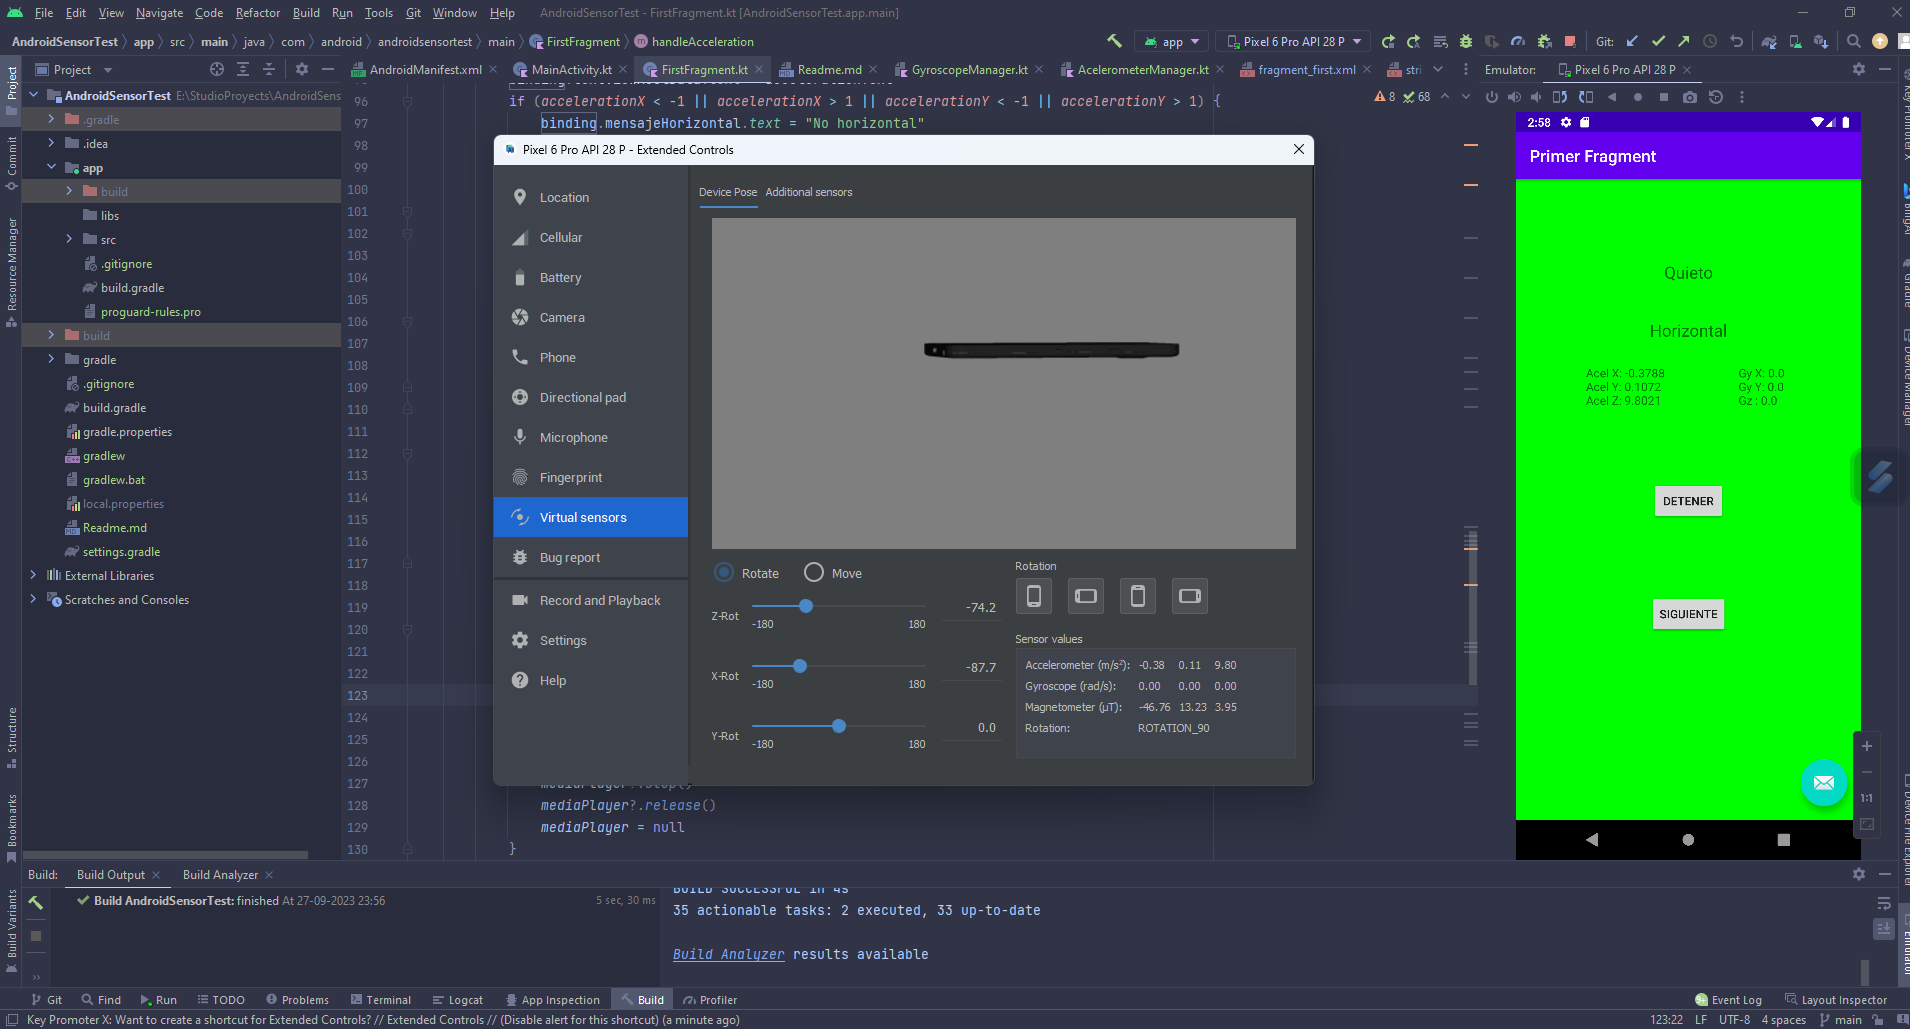 File Edit View Navigate Code Refactor Build Run Tools Git Window Help AndroidSensorTest - FirstFragment.kt [AndroidSensorTest.app.main]
AndroidSensorTest app src main java com android androidsensortest main FirstFragment handleAcceleration
app Pixel 6 Pro API 28 P Git:
Project
AndroidManifest.xml MainActivity.kt FirstFragment.kt Readme.md GyroscopeManager.kt AcelerometerManager.kt fragment_first.xml stri
Emulator: Pixel 6 Pro API 28 P
Project
Commit
Resource Manager
Structure
Bookmarks
Build Variants
AndroidSensorTest E:\StudioProyects\AndroidSens
.gradle
.idea
app
build
libs
src
.gitignore
build.gradle
proguard-rules.pro
build
gradle
.gitignore
build.gradle
gradle.properties
gradlew
gradlew.bat
local.properties
Readme.md
settings.gradle
External Libraries
Scratches and Consoles
96 if (accelerationX < -1 || accelerationX > 1 || accelerationY < -1 || accelerationY > 1) {
97 binding.mensajeHorizontal.text = "No horizontal"
8 68
98
99
100
101
102
103
104
105
106
107
108
109
110
111
112
113
114
115
116
117
118
119
120
121
122
123
124
125
126
127 mediaPlayer?.stop()
128 mediaPlayer?.release()
129 mediaPlayer = null
130 }
Pixel 6 Pro API 28 P - Extended Controls
Location
Cellular
Battery
Camera
Phone
Directional pad
Microphone
Fingerprint
Virtual sensors
Bug report
Record and Playback
Settings
Help
Device Pose Additional sensors
Rotate Move
Z-Rot -74.2
-180 180
X-Rot -87.7
-180 180
Y-Rot 0.0
-180 180
Rotation
Sensor values
Accelerometer (m/s²): -0.38 0.11 9.80
Gyroscope (rad/s): 0.00 0.00 0.00
Magnetometer (μT): -46.76 13.23 3.95
Rotation: ROTATION_90
2:58
Primer Fragment
Quieto
Horizontal
Acel X: -0.3788 Gy X: 0.0
Acel Y: 0.1072 Gy Y: 0.0
Acel Z: 9.8021 Gz : 0.0
DETENER
SIGUIENTE
1:1
Key Promoter X
Gradle
Device Manager
Device File Explorer
Emulator
Build: Build Output Build Analyzer
Build AndroidSensorTest: finished At 27-09-2023 23:56 5 sec, 30 ms
BUILD SUCCESSFUL in 4s
35 actionable tasks: 2 executed, 33 up-to-date
Build Analyzer results available
Git Find Run TODO Problems Terminal Logcat App Inspection Build Profiler
Event Log Layout Inspector
Key Promoter X: Want to create a shortcut for Extended Controls? // Extended Controls // (Disable alert for this shortcut) (a minute ago)
123:22 LF UTF-8 4 spaces main